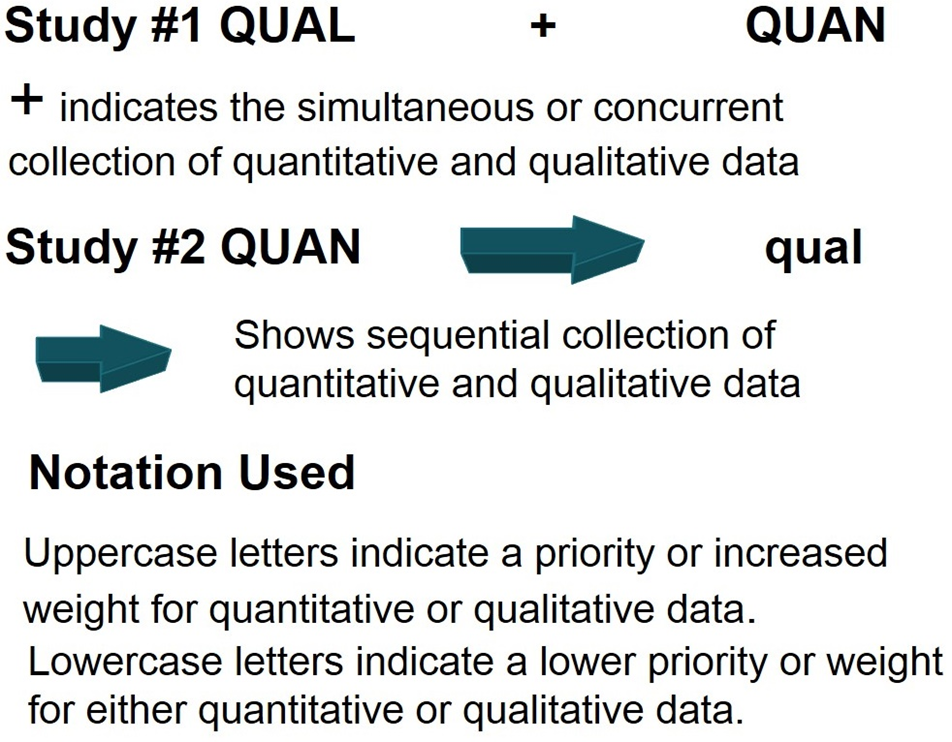 Study #1 QUAL + QUAN
+ indicates the simultaneous or concurrent
collection of quantitative and qualitative data
Study #2 QUAN qual
Shows sequential collection of
quantitative and qualitative data
Notation Used
Uppercase letters indicate a priority or increased
weight for quantitative or qualitative data.
Lowercase letters indicate a lower priority or weight
for either quantitative or qualitative data.